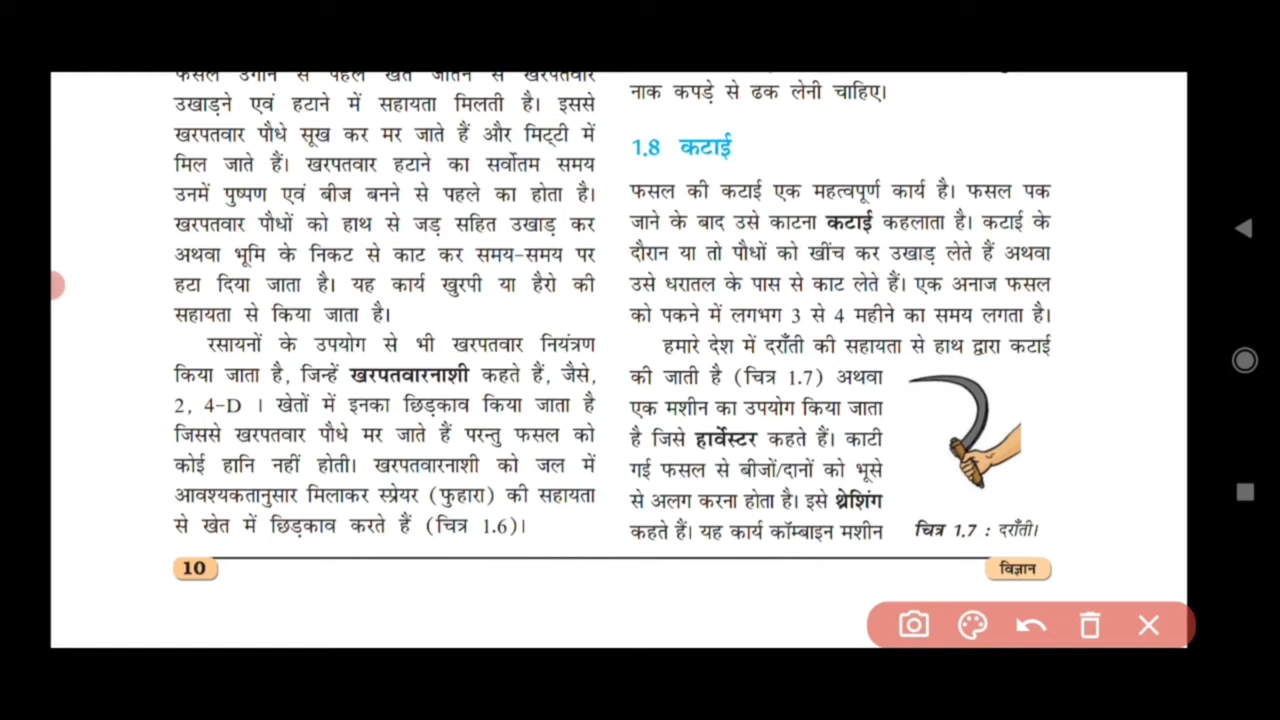 फसल उगाने से पहले खेत जोतने से खरपतवार
उखाड़ने एवं हटाने में सहायता मिलती है। इससे
खरपतवार पौधे सूख कर मर जाते हैं और मिट्टी में
मिल जाते हैं। खरपतवार हटाने का सर्वोतम समय
उनमें पुष्पण एवं बीज बनने से पहले का होता है।
खरपतवार पौधों को हाथ से जड़ सहित उखाड़ कर
अथवा भूमि के निकट से काट कर समय-समय पर
हटा दिया जाता है। यह कार्य खुरपी या हैरो की
सहायता से किया जाता है।
रसायनों के उपयोग से भी खरपतवार नियंत्रण
किया जाता है, जिन्हें खरपतवारनाशी कहते हैं, जैसे,
2, 4-D । खेतों में इनका छिड़काव किया जाता है
जिससे खरपतवार पौधे मर जाते हैं परन्तु फसल को
कोई हानि नहीं होती। खरपतवारनाशी को जल में
आवश्यकतानुसार मिलाकर स्प्रेयर (फुहारा) की सहायता
से खेत में छिड़काव करते हैं (चित्र 1.6)।
नाक कपड़े से ढक लेनी चाहिए।
1.8 कटाई
फसल की कटाई एक महत्वपूर्ण कार्य है। फसल पक
जाने के बाद उसे काटना कटाई कहलाता है। कटाई के
दौरान या तो पौधों को खींच कर उखाड़ लेते हैं अथवा
उसे धरातल के पास से काट लेते हैं। एक अनाज फसल
को पकने में लगभग 3 से 4 महीने का समय लगता है।
हमारे देश में दराँती की सहायता से हाथ द्वारा कटाई
की जाती है (चित्र 1.7) अथवा
एक मशीन का उपयोग किया जाता
है जिसे हार्वेस्टर कहते हैं। काटी
गई फसल से बीजों/दानों को भूसे
से अलग करना होता है। इसे थ्रेशिंग
कहते हैं। यह कार्य कॉम्बाइन मशीन
चित्र 1.7 : दराँती।
10
विज्ञान